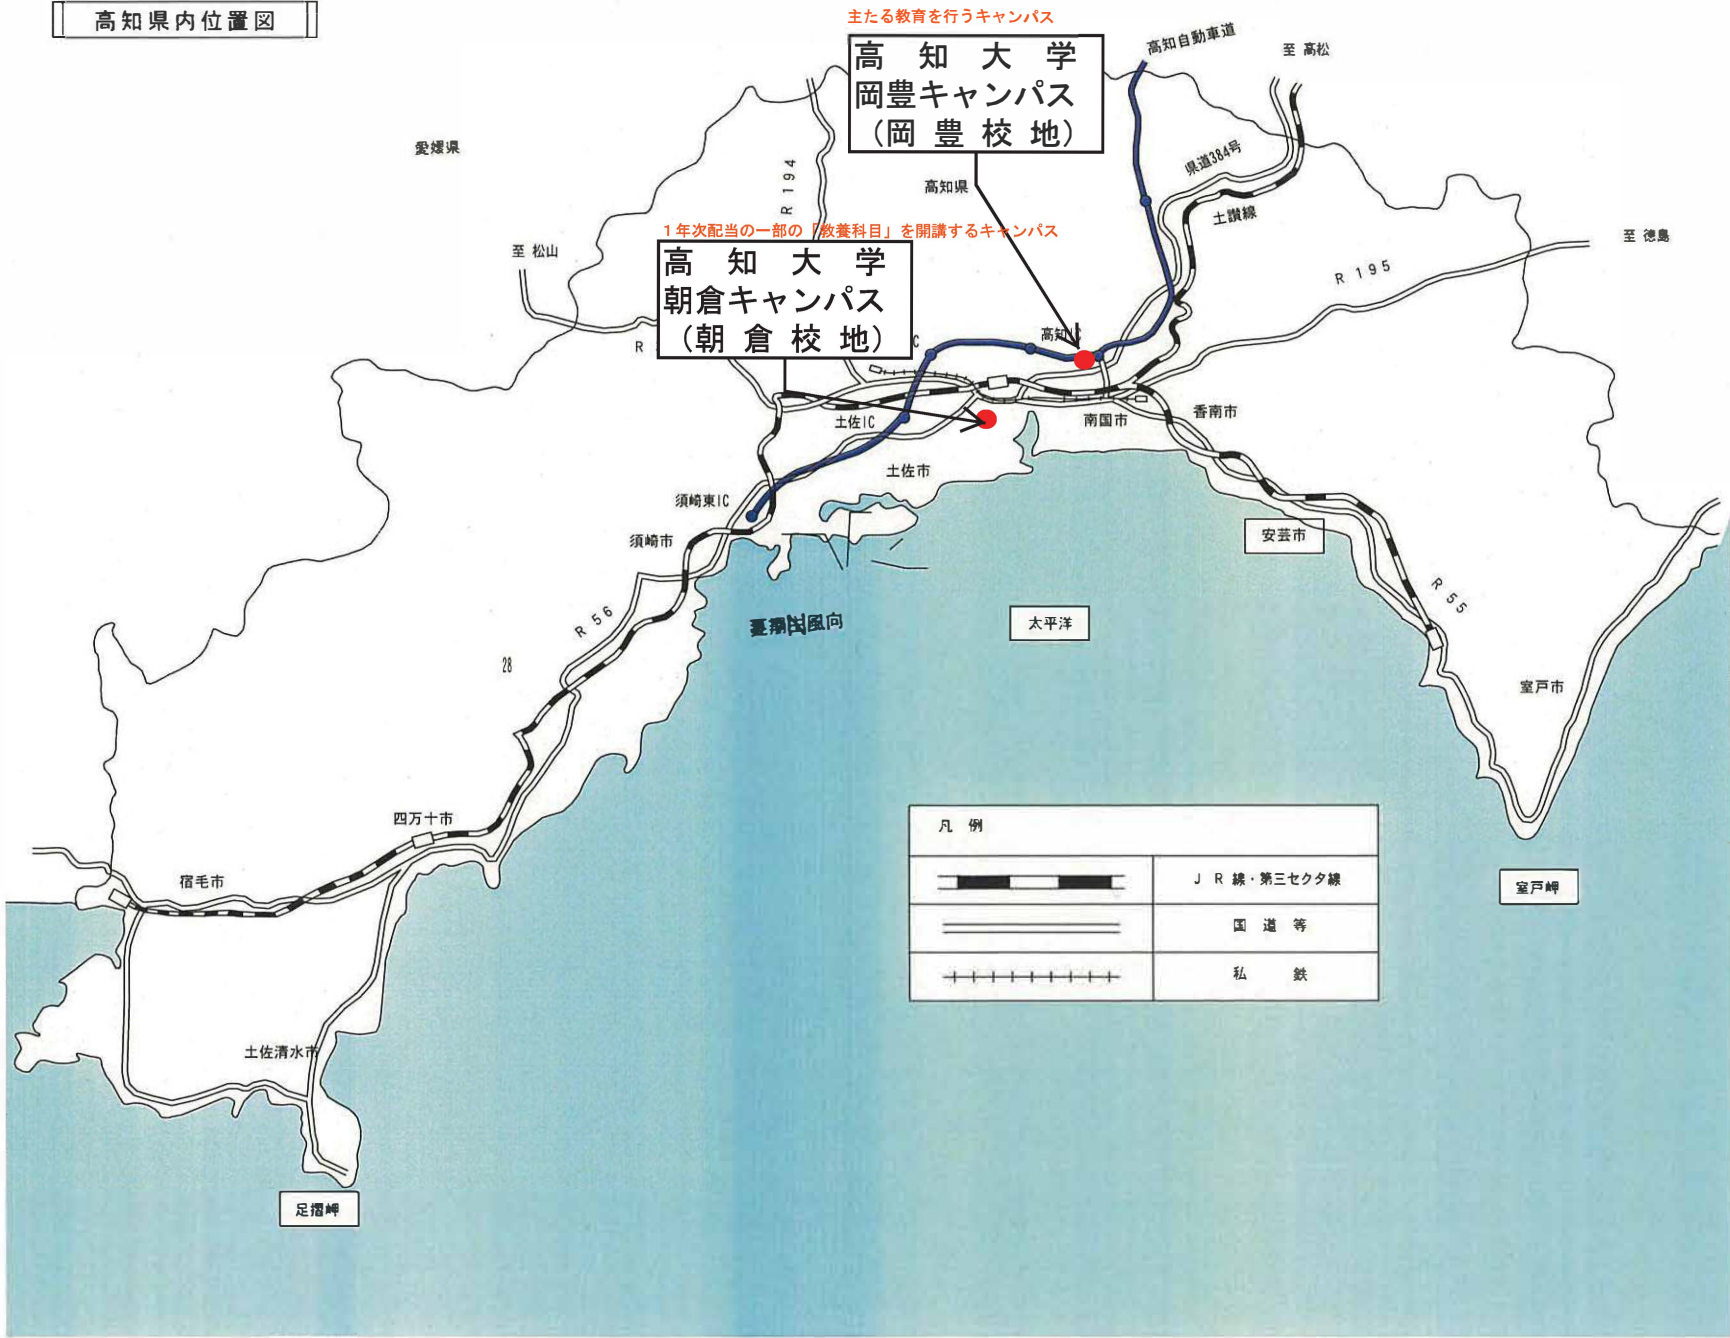 高知県内位置図
主たる教育を行うキャンパス
高知大学
岡豊キャンパス
(岡豊校地)
高知自動車道
至 高松
愛媛県
R 194
高知県
県道384号
土讃線
至 徳島
R 195
至 松山
1年次配当の一部の「教養科目」を開講するキャンパス
高知大学
朝倉キャンパス
(朝倉校地)
R
C
高知IC
土佐IC
南国市
香南市
土佐市
須崎東IC
須崎市
安芸市
R 56
R 55
太平洋
28
室戸市
四万十市
宿毛市
凡 例
JR線・第三セクタ線
国道等
私鉄
室戸岬
土佐清水市
足摺岬